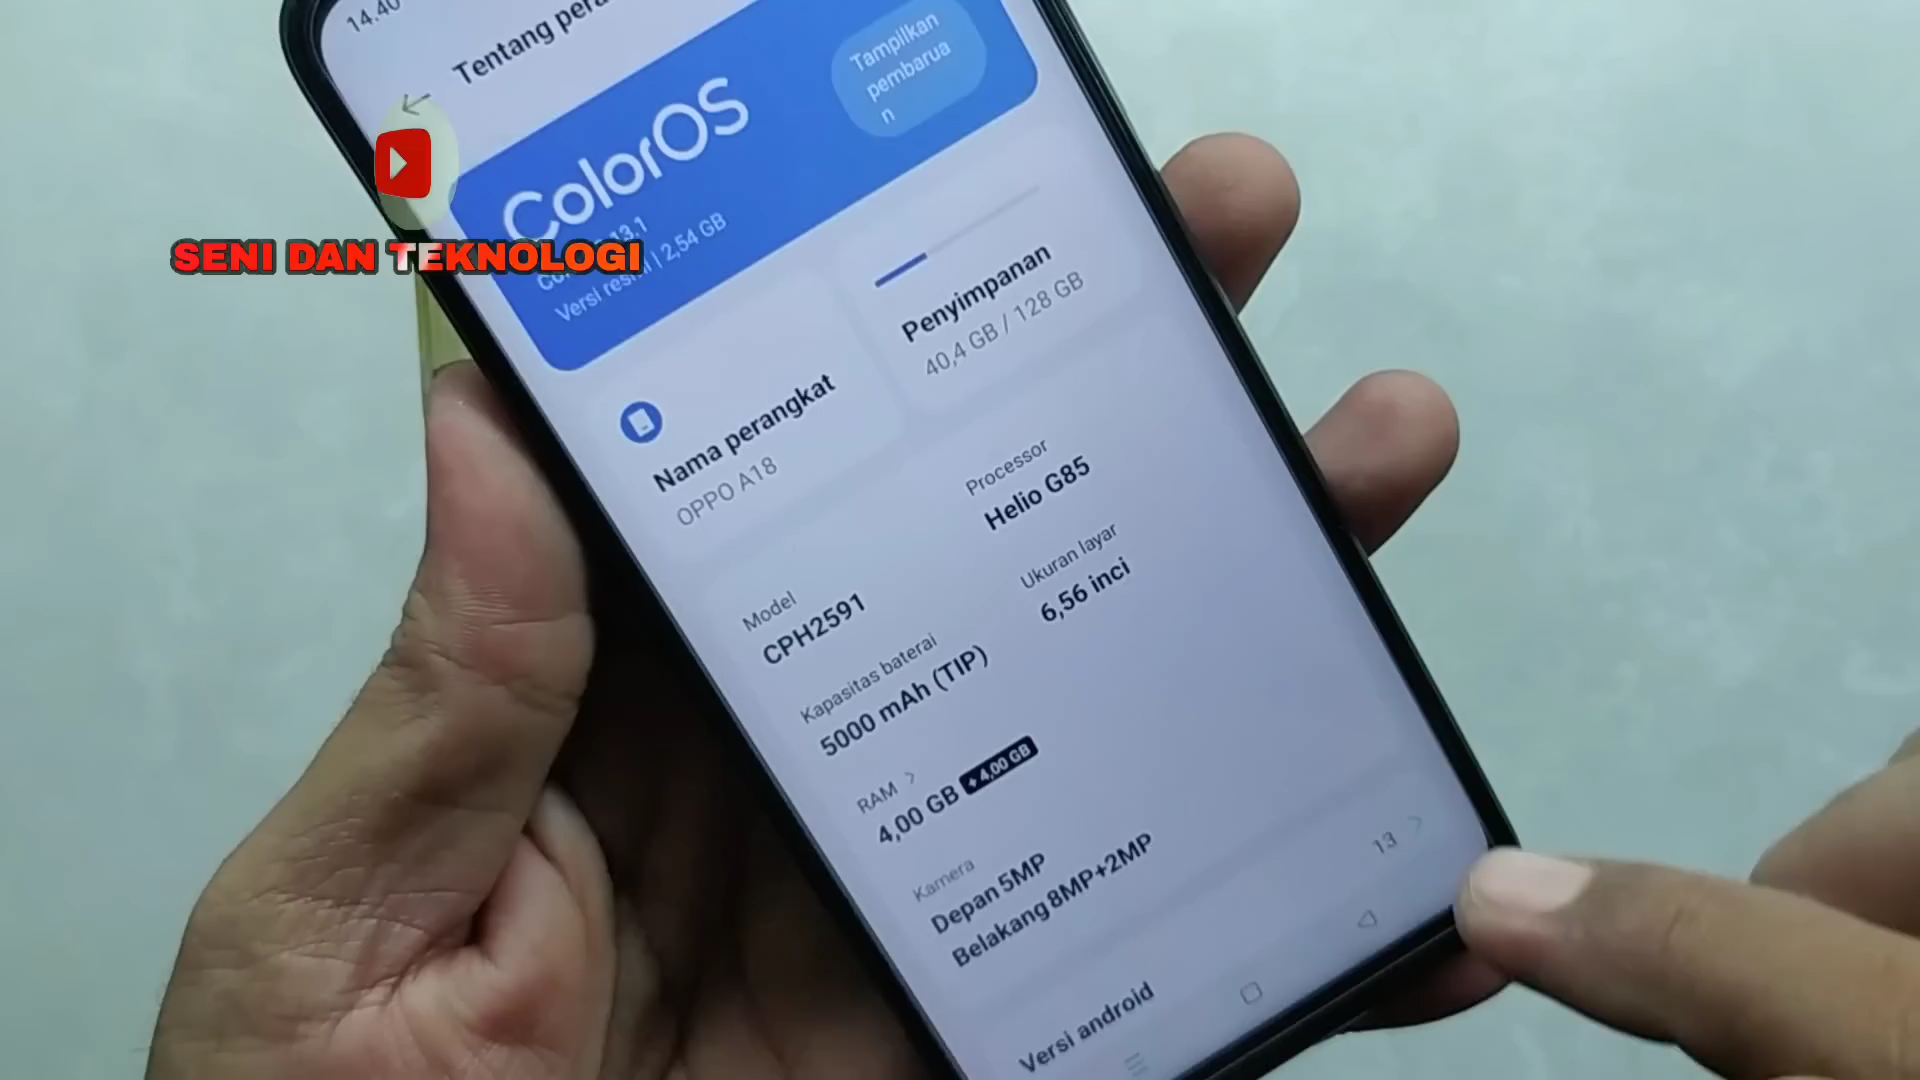 14.40
Tentang
Tampilkan
pembarua
n
ColorOS
13.1
Versi resmi | 2,54 GB
SENI DAN TEKNOLOGI
Penyimpanan
40,4 GB / 128 GB
Nama perangkat
OPPO A18
Processor
Helio G85
Model
CPH2591
Ukuran layar
6,56 inci
Kapasitas baterai
5000 mAh (TIP)
RAM >
4,00 GB + 4,00 GB
Kamera
Depan 5MP
Belakang 8MP+2MP
Versi android 13 >